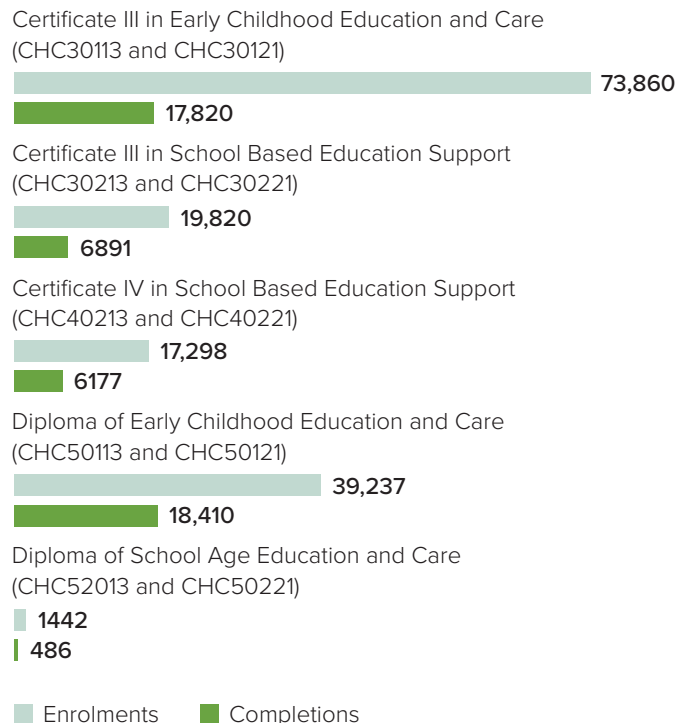 Certificate III in Early Childhood Education and Care
(CHC30113 and CHC30121)
73,860
17,820
Certificate III in School Based Education Support
(CHC30213 and CHC30221)
19,820
6891
Certificate IV in School Based Education Support
(CHC40213 and CHC40221)
17,298
6177
Diploma of Early Childhood Education and Care
(CHC50113 and CHC50121)
39,237
18,410
Diploma of School Age Education and Care
(CHC52013 and CHC50221)
1442
486
Enrolments Completions